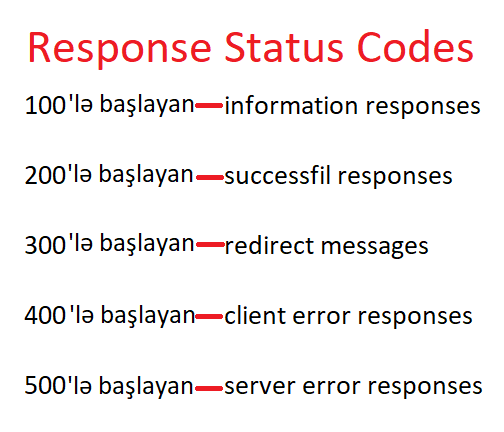 Response Status Codes
100'lə başlayan—information responses
200'lə başlayan—successfil responses
300'lə başlayan—redirect messages
400'lə başlayan—client error responses
500'lə başlayan—server error responses